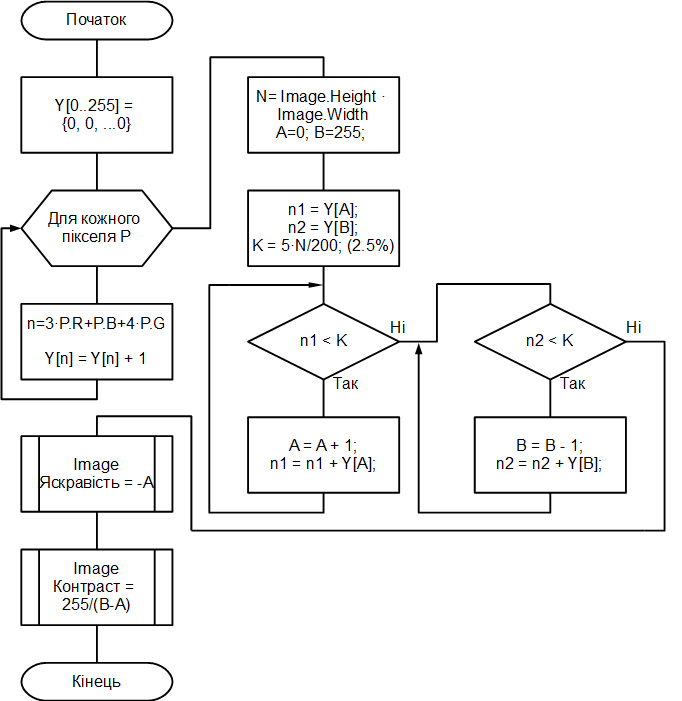 Початок
Y[0..255] =
{0, 0, ...0}
Для кожного
пікселя P
n=3·P.R+P.B+4·P.G
Y[n] = Y[n] + 1
N= Image.Height ·
Image.Width
A=0; B=255;
n1 = Y[A];
n2 = Y[B];
K = 5·N/200; (2.5%)
n1 < K
Ні
Так
A = A + 1;
n1 = n1 + Y[A];
n2 < K
Ні
Так
B = B - 1;
n2 = n2 + Y[B];
Image
Яскравість = -A
Image
Контраст =
255/(B-A)
Кінець